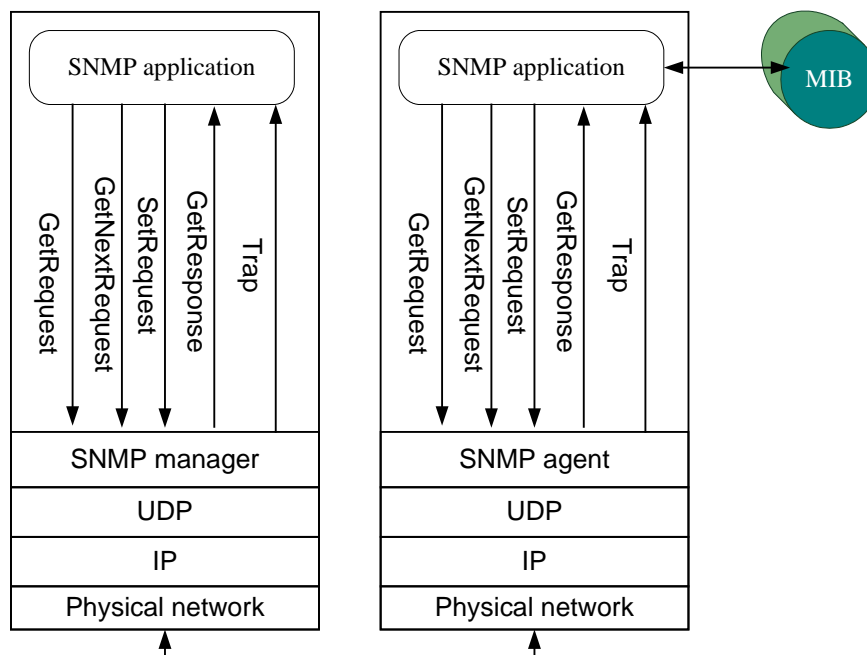 SNMP application
GetRequest
GetNextRequest
SetRequest
GetResponse
Trap
SNMP manager
UDP
IP
Physical network
SNMP application
MIB
GetRequest
GetNextRequest
SetRequest
GetResponse
Trap
SNMP agent
UDP
IP
Physical network